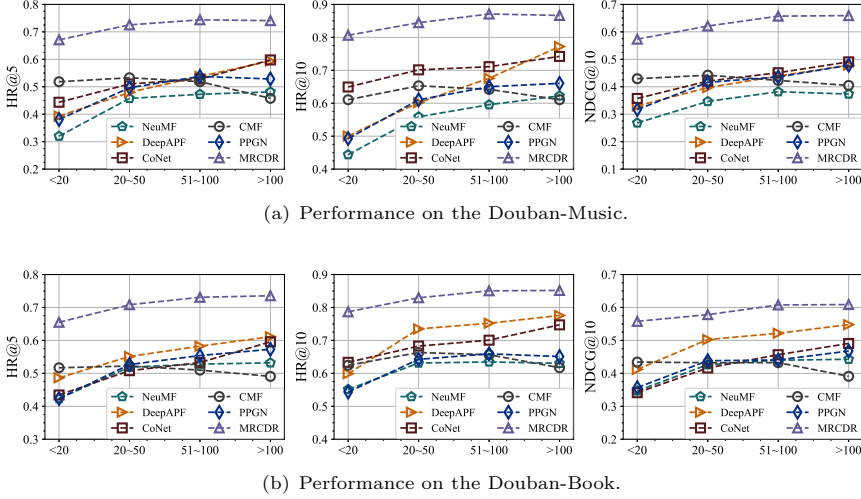 HR@5
0.8
0.7
0.6
0.5
0.4
0.3
0.2
<20
20~50
51~100
>100
NeuMF
DeepAPF
CoNet
CMF
PPGN
MRCDR
HR@10
0.9
0.8
0.7
0.6
0.5
0.4
<20
20~50
51~100
>100
NeuMF
DeepAPF
CoNet
CMF
PPGN
MRCDR
NDCG@10
0.7
0.6
0.5
0.4
0.3
0.2
0.1
<20
20~50
51~100
>100
NeuMF
DeepAPF
CoNet
CMF
PPGN
MRCDR
(a) Performance on the Douban-Music.
HR@5
0.8
0.7
0.6
0.5
0.4
0.3
<20
20~50
51~100
>100
NeuMF
DeepAPF
CoNet
CMF
PPGN
MRCDR
HR@10
0.9
0.8
0.7
0.6
0.5
0.4
<20
20~50
51~100
>100
NeuMF
DeepAPF
CoNet
CMF
PPGN
MRCDR
NDCG@10
0.7
0.6
0.5
0.4
0.3
0.2
<20
20~50
51~100
>100
NeuMF
DeepAPF
CoNet
CMF
PPGN
MRCDR
(b) Performance on the Douban-Book.